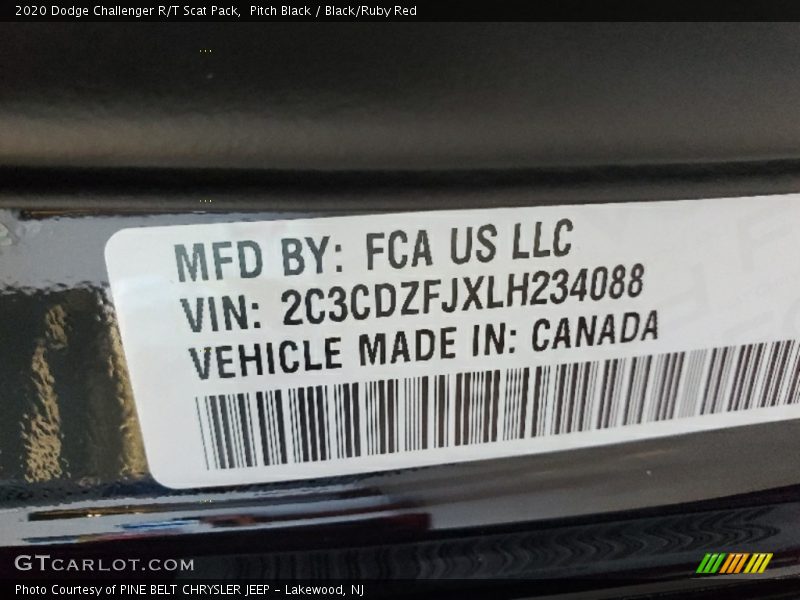 2020 Dodge Challenger R/T Scat Pack,  Pitch Black / Black/Ruby Red
MFD BY: FCA US LLC
VIN: 2C3CDZFJXLH234088
VEHICLE MADE IN: CANADA
GTCARLOT.COM
Photo Courtesy of PINE BELT CHRYSLER JEEP - Lakewood, NJ